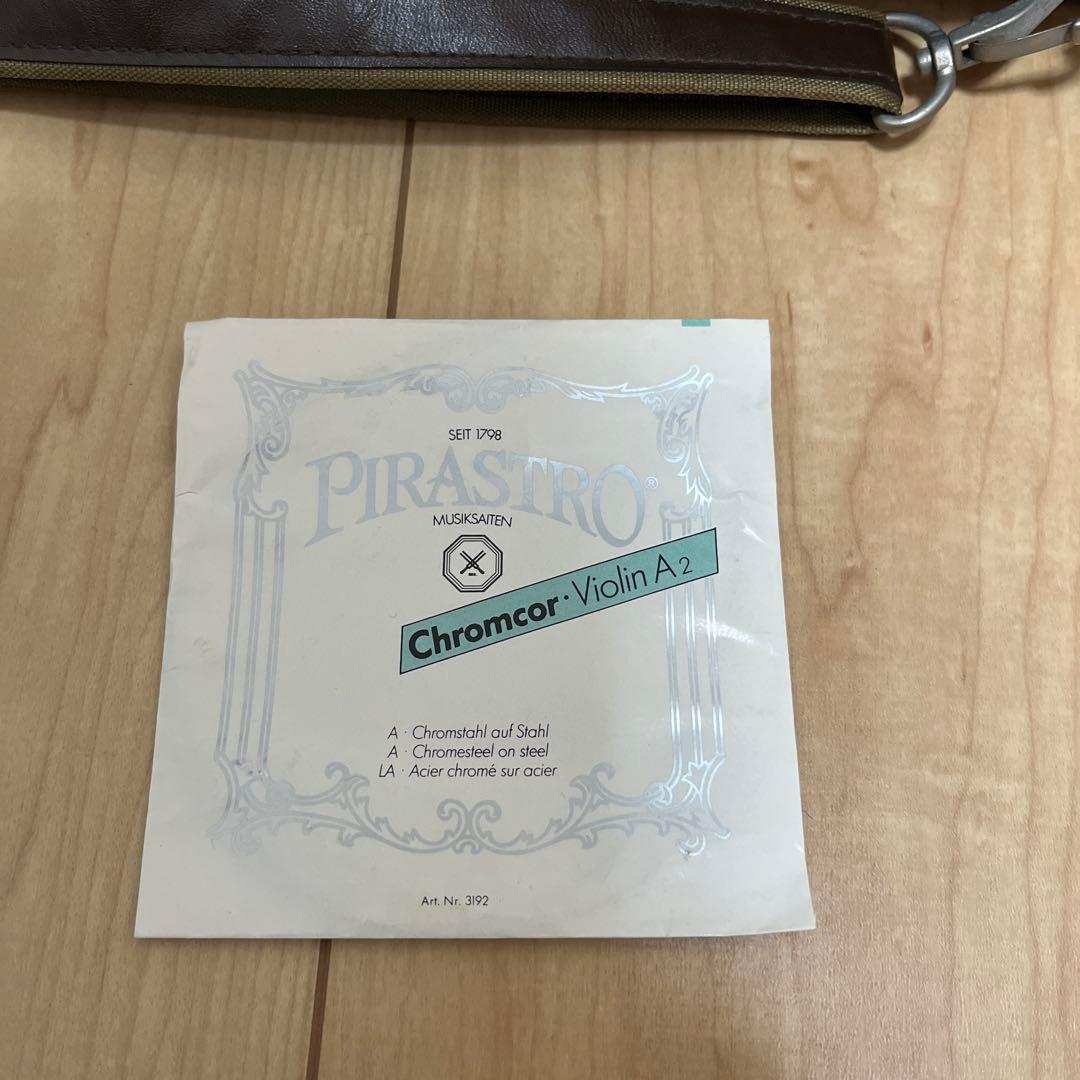 SEIT 1798
PIRASTRO®
MUSIKSAITEN
Chromcor · Violin A2
A · Chromstahl auf Stahl
A · Chromesteel on steel
LA · Acier chromé sur acier
Art. Nr. 3192